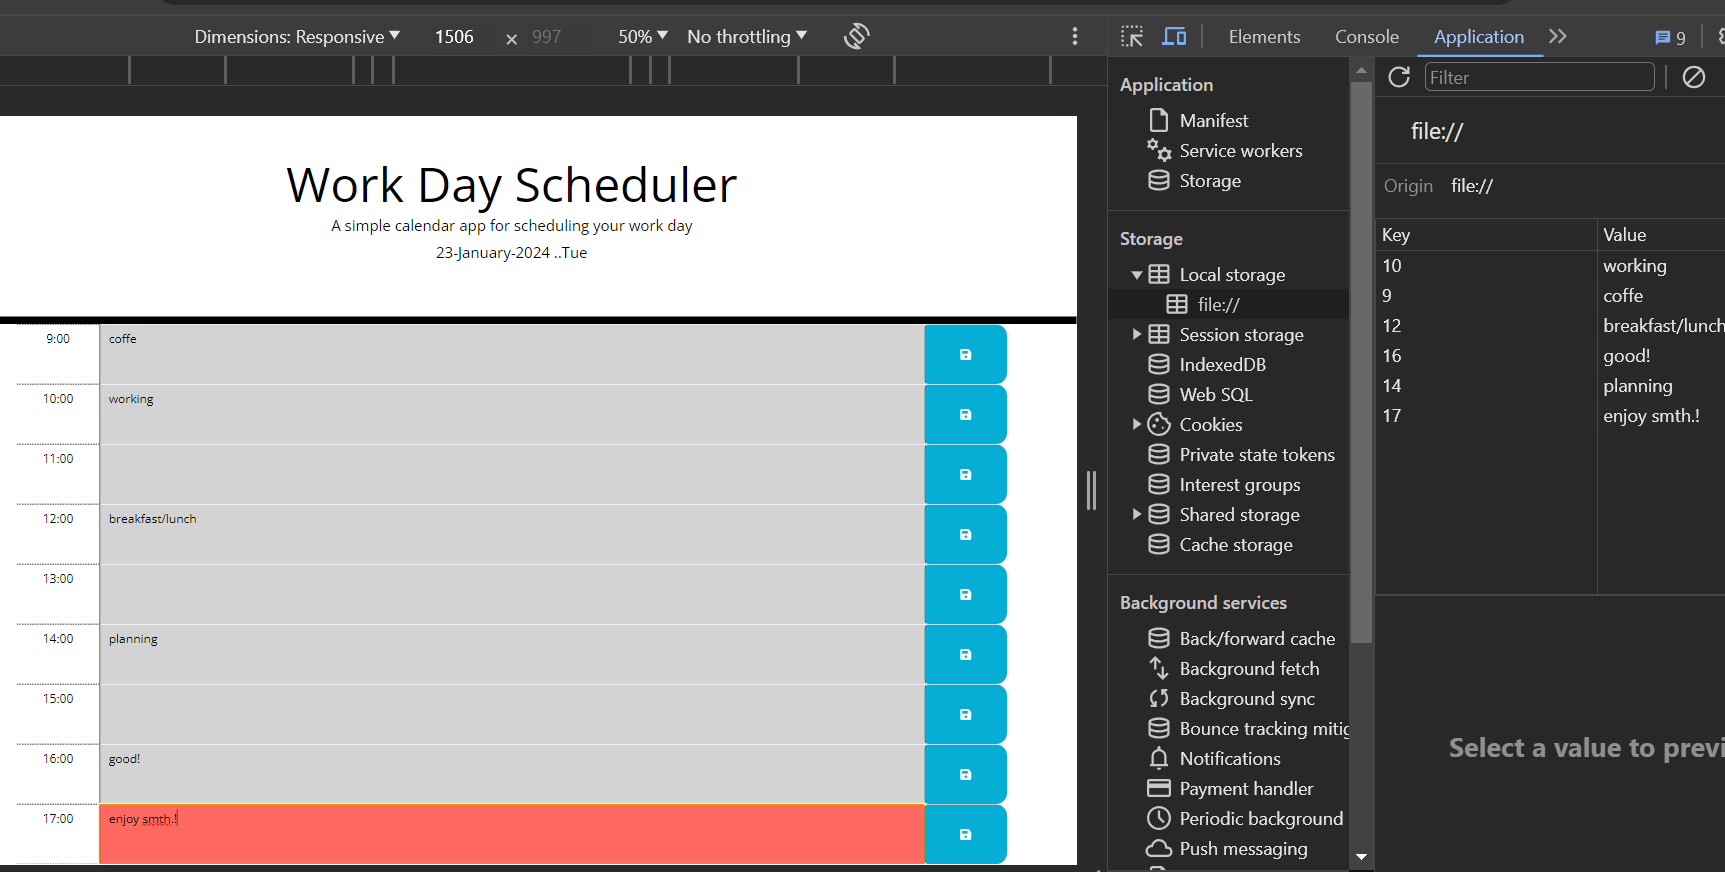 Dimensions: Responsive ▼ 1506 × 997 50% ▼ No throttling ▼
Elements Console Application 9
Work Day Scheduler
A simple calendar app for scheduling your work day
23-January-2024 ..Tue
9:00 coffe
10:00 working
11:00
12:00 breakfast/lunch
13:00
14:00 planning
15:00
16:00 good!
17:00 enjoy smth.!
Application
Manifest
Service workers
Storage
Storage
Local storage
file://
Session storage
IndexedDB
Web SQL
Cookies
Private state tokens
Interest groups
Shared storage
Cache storage
Background services
Back/forward cache
Background fetch
Background sync
Bounce tracking mitig
Notifications
Payment handler
Periodic background
Push messaging
Filter
file://
Origin file://
Key Value
10 working
9 coffe
12 breakfast/lunch
16 good!
14 planning
17 enjoy smth.!
Select a value to previ